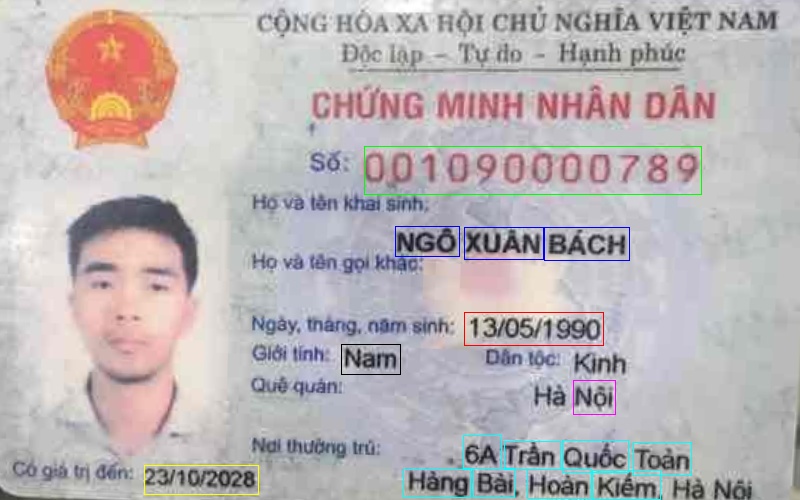 CỘNG HÒA XA HỘI CHỦ NGHĨA VIỆT NAM
Độc lập – Tự do – Hạnh phúc
CHỨNG MINH NHÂN DÂN
Số: 001090000789
Họ và tên khai sinh:
NGÔ XUÂN BÁCH
Họ và tên gọi khác:
Ngày, tháng, năm sinh: 13/05/1990
Giới tính: Nam Dân tộc: Kinh
Quê quán: Hà Nội
Nơi thường trú: 6A Trần Quốc Toản
Hàng Bài, Hoàn Kiếm, Hà Nội
Có giá trị đến: 23/10/2028